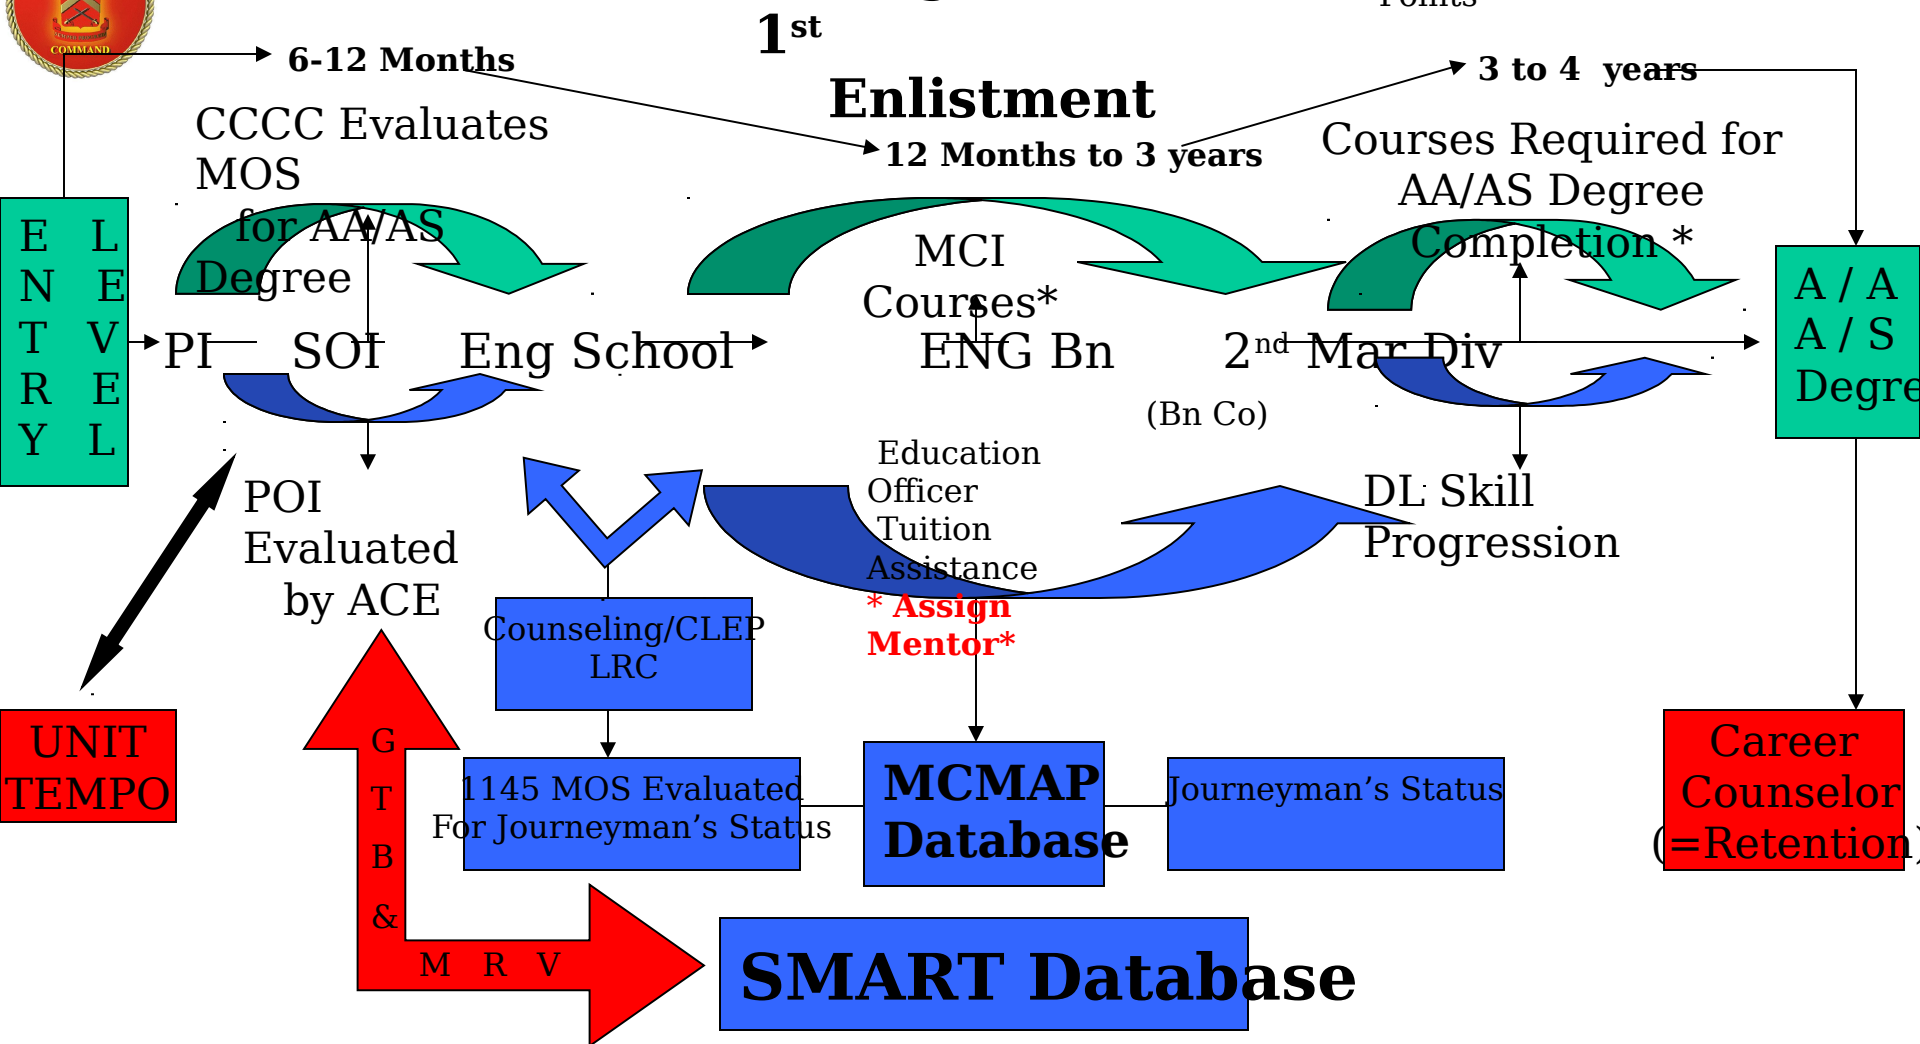 COMMAND
1st
Enlistment
6-12 Months
12 Months to 3 years
3 to 4 years
CCCC Evaluates
MOS
for AA/AS
Degree
MCI
Courses*
Courses Required for
AA/AS Degree
Completion *
E L
N E
T V
R E
Y L
PI
SOI
Eng School
ENG Bn
2nd Mar Div
(Bn Co)
A / A
A / S
Degre
POI
Evaluated
by ACE
Education
Officer
Tuition
Assistance
* Assign
Mentor*
DL Skill
Progression
Counseling/CLEP
LRC
UNIT
TEMPO
G
T
B
&
M R V
1145 MOS Evaluated
For Journeyman’s Status
MCMAP
Database
Journeyman’s Status
Career
Counselor
(=Retention)
SMART Database